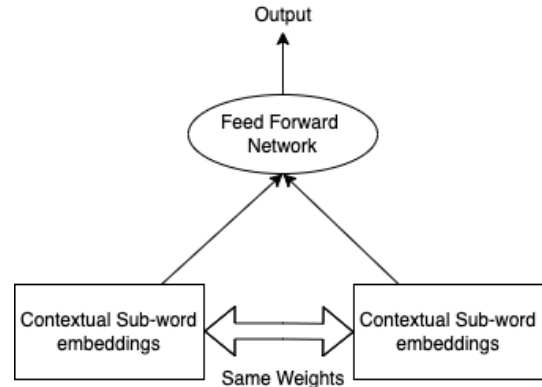 Output
Feed Forward
Network
Contextual Sub-word
embeddings
Contextual Sub-word
embeddings
Same Weights